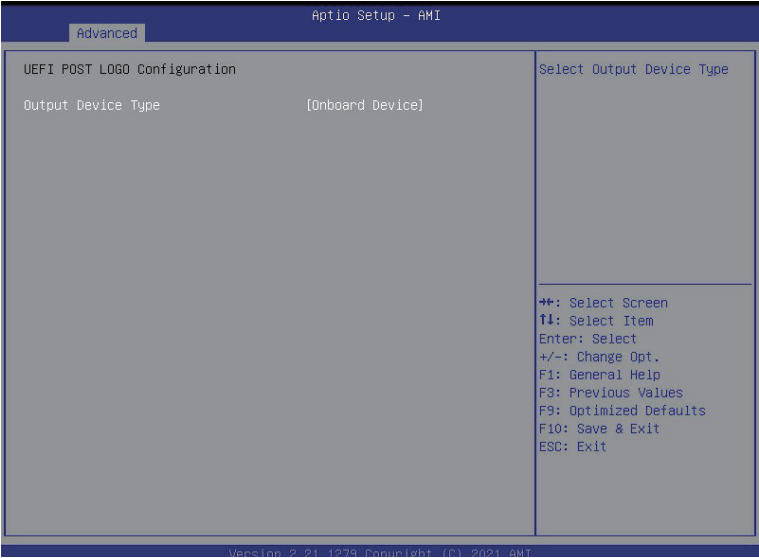 Aptio Setup – AMI
Advanced
UEFI POST LOGO Configuration
Output Device Type [Onboard Device]
Select Output Device Type
→←: Select Screen
↑↓: Select Item
Enter: Select
+/-: Change Opt.
F1: General Help
F3: Previous Values
F9: Optimized Defaults
F10: Save & Exit
ESC: Exit
Version 2.21.1279 Copyright (C) 2021 AMI